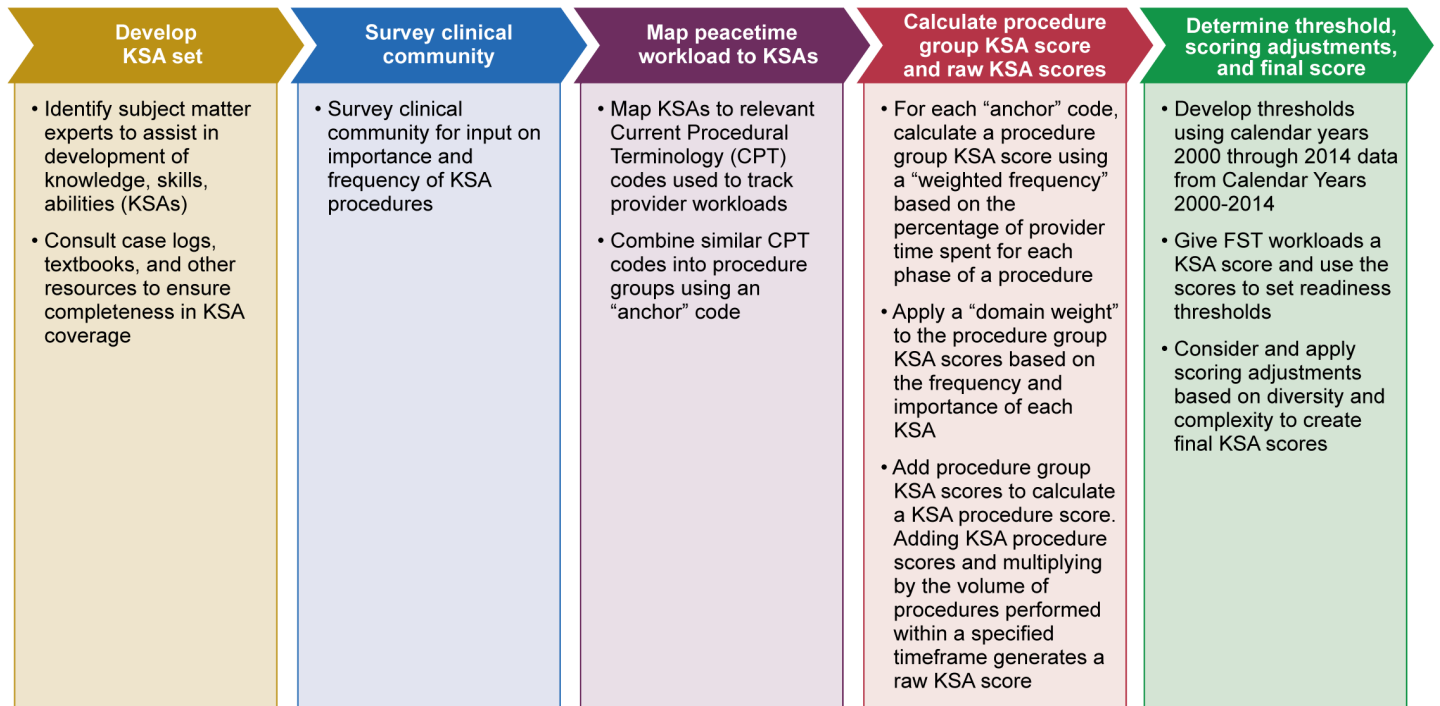 Develop
KSA set
• Identify subject matter
experts to assist in
development of
knowledge, skills,
abilities (KSAs)
• Consult case logs,
textbooks, and other
resources to ensure
completeness in KSA
coverage
Survey clinical
community
• Survey clinical
community for input on
importance and
frequency of KSA
procedures
Map peacetime
workload to KSAs
• Map KSAs to relevant
Current Procedural
Terminology (CPT)
codes used to track
provider workloads
• Combine similar CPT
codes into procedure
groups using an
“anchor” code
Calculate procedure
group KSA score
and raw KSA scores
• For each “anchor” code,
calculate a procedure
group KSA score using
a “weighted frequency”
based on the
percentage of provider
time spent for each
phase of a procedure
• Apply a “domain weight”
to the procedure group
KSA scores based on
the frequency and
importance of each
KSA
• Add procedure group
KSA scores to calculate
a KSA procedure score.
Adding KSA procedure
scores and multiplying
by the volume of
procedures performed
within a specified
timeframe generates a
raw KSA score
Determine threshold,
scoring adjustments,
and final score
• Develop thresholds
using calendar years
2000 through 2014 data
from Calendar Years
2000-2014
• Give FST workloads a
KSA score and use the
scores to set readiness
thresholds
• Consider and apply
scoring adjustments
based on diversity and
complexity to create
final KSA scores